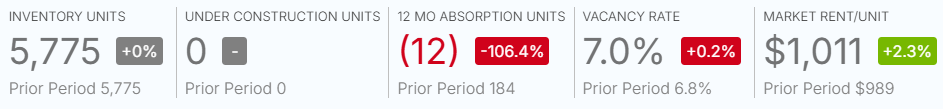 INVENTORY UNITS
5,775 +0%
Prior Period 5,775
UNDER CONSTRUCTION UNITS
0 -
Prior Period 0
12 MO ABSORPTION UNITS
(12) -106.4%
Prior Period 184
VACANCY RATE
7.0% +0.2%
Prior Period 6.8%
MARKET RENT/UNIT
$1,011 +2.3%
Prior Period $989